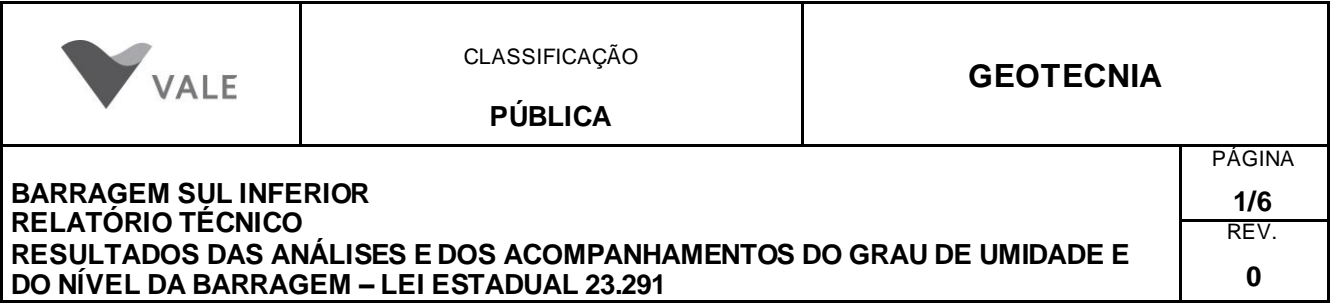 VALE
CLASSIFICAÇÃO
PÚBLICA
GEOTECNIA
BARRAGEM SUL INFERIOR
RELATÓRIO TÉCNICO
RESULTADOS DAS ANÁLISES E DOS ACOMPANHAMENTOS DO GRAU DE UMIDADE E
DO NÍVEL DA BARRAGEM – LEI ESTADUAL 23.291
PÁGINA
1/6
REV.
0